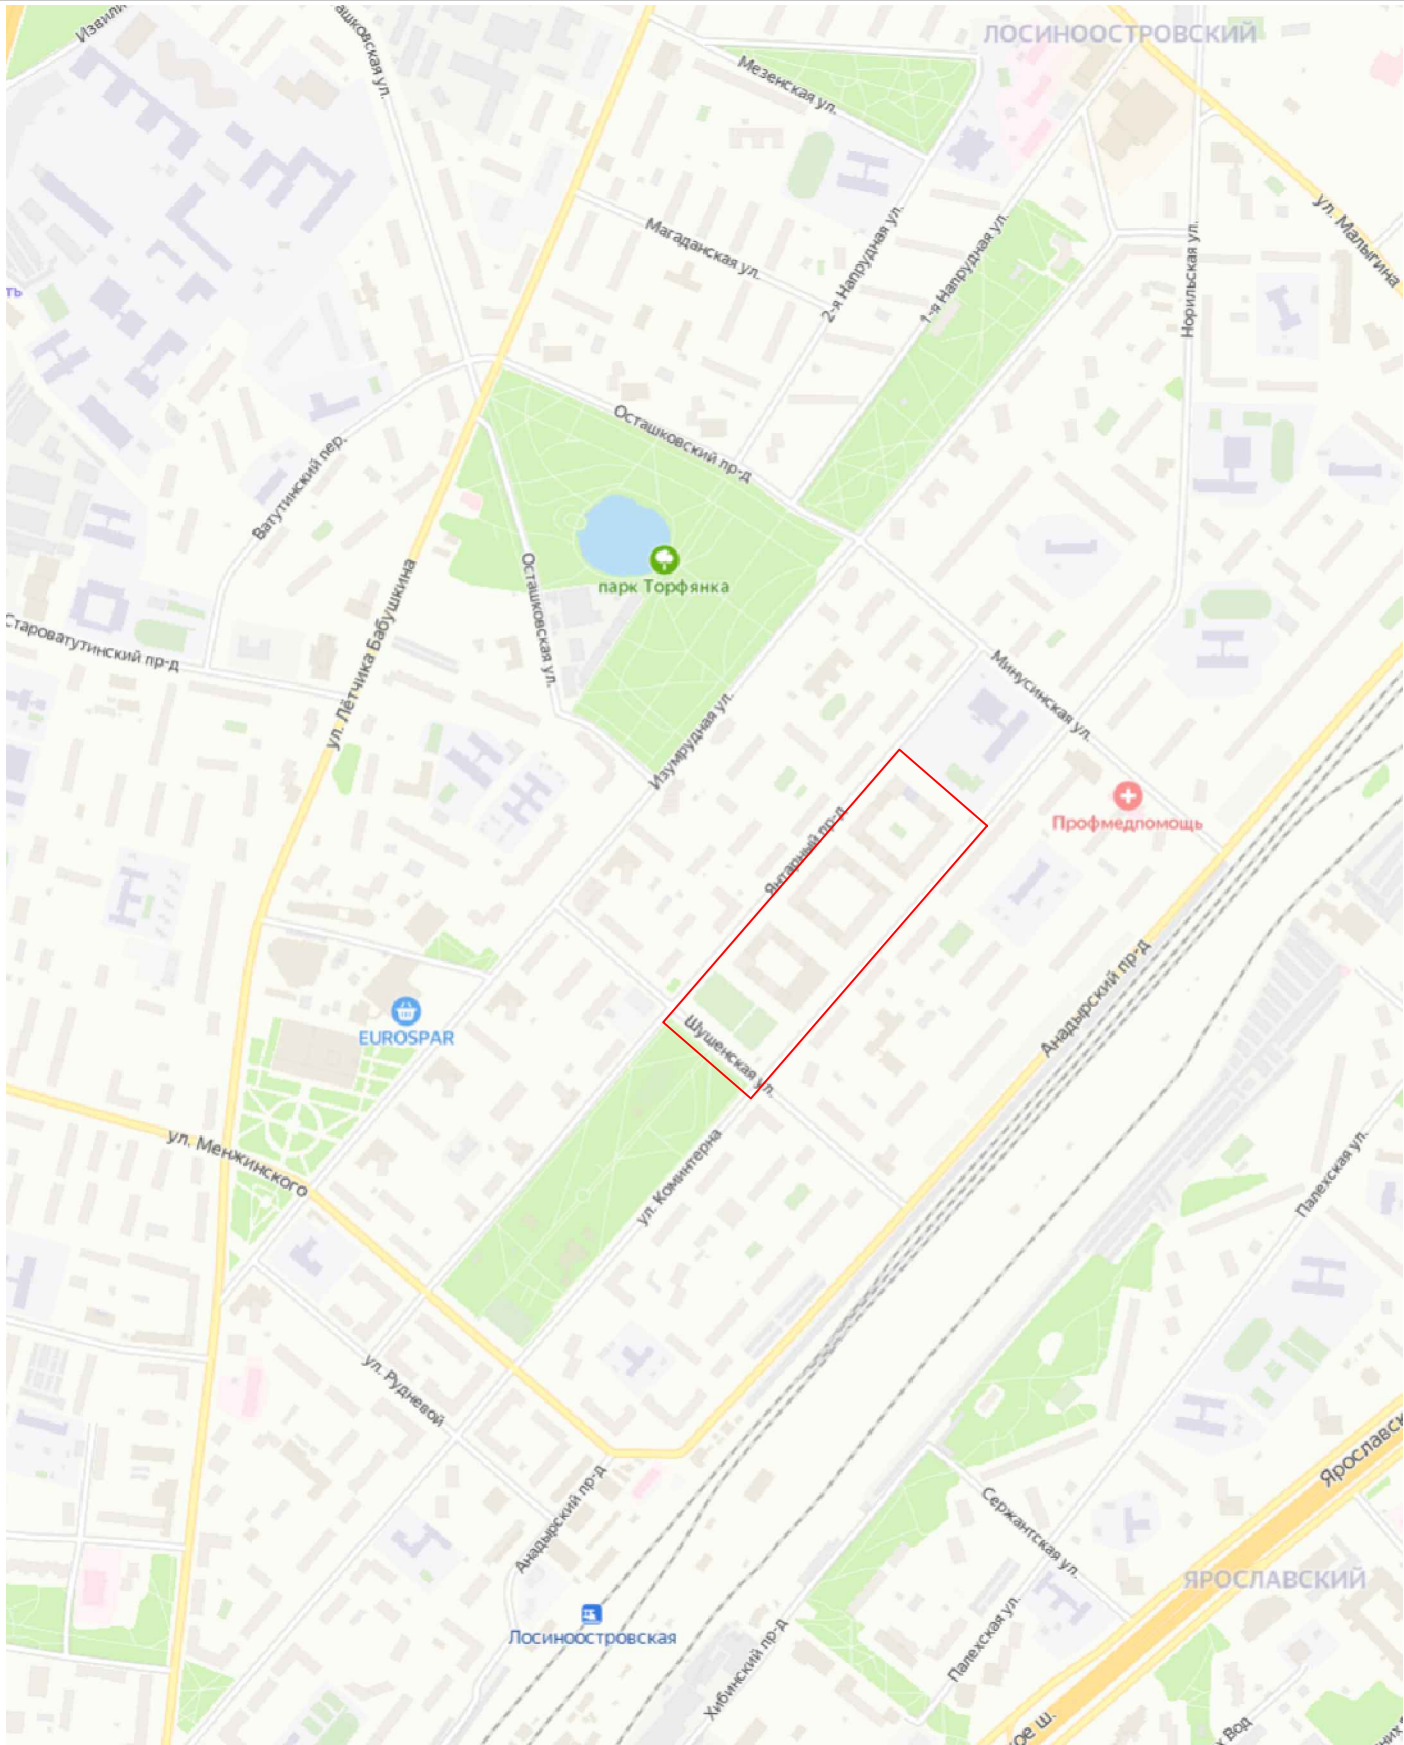 ЛОСИНООСТРОВСКИЙ
Мезенская ул.
ул. Малыгина
Магаданская ул.
2-я Напрудная ул.
1-я Напрудная ул.
Норильская ул.
Осташковский пр-д
Ватутинский пер.
Осташковская ул.
парк Торфянка
ул. Лётчика Бабушкина
Староватутинский пр-д
Минусинская ул.
Изумрудная ул.
Янтарный пр-д
Профмедпомощь
Анадырский пр-д
EUROSPAR
Шушенская ул.
ул. Коминтерна
ул. Менжинского
Палехская ул.
ул. Рудневой
Ярославск
Анадырский пр-д
Сержантская ул.
ЯРОСЛАВСКИЙ
Лосиноостровская
Палехская ул.
Хибинский пр-д
ое ш.